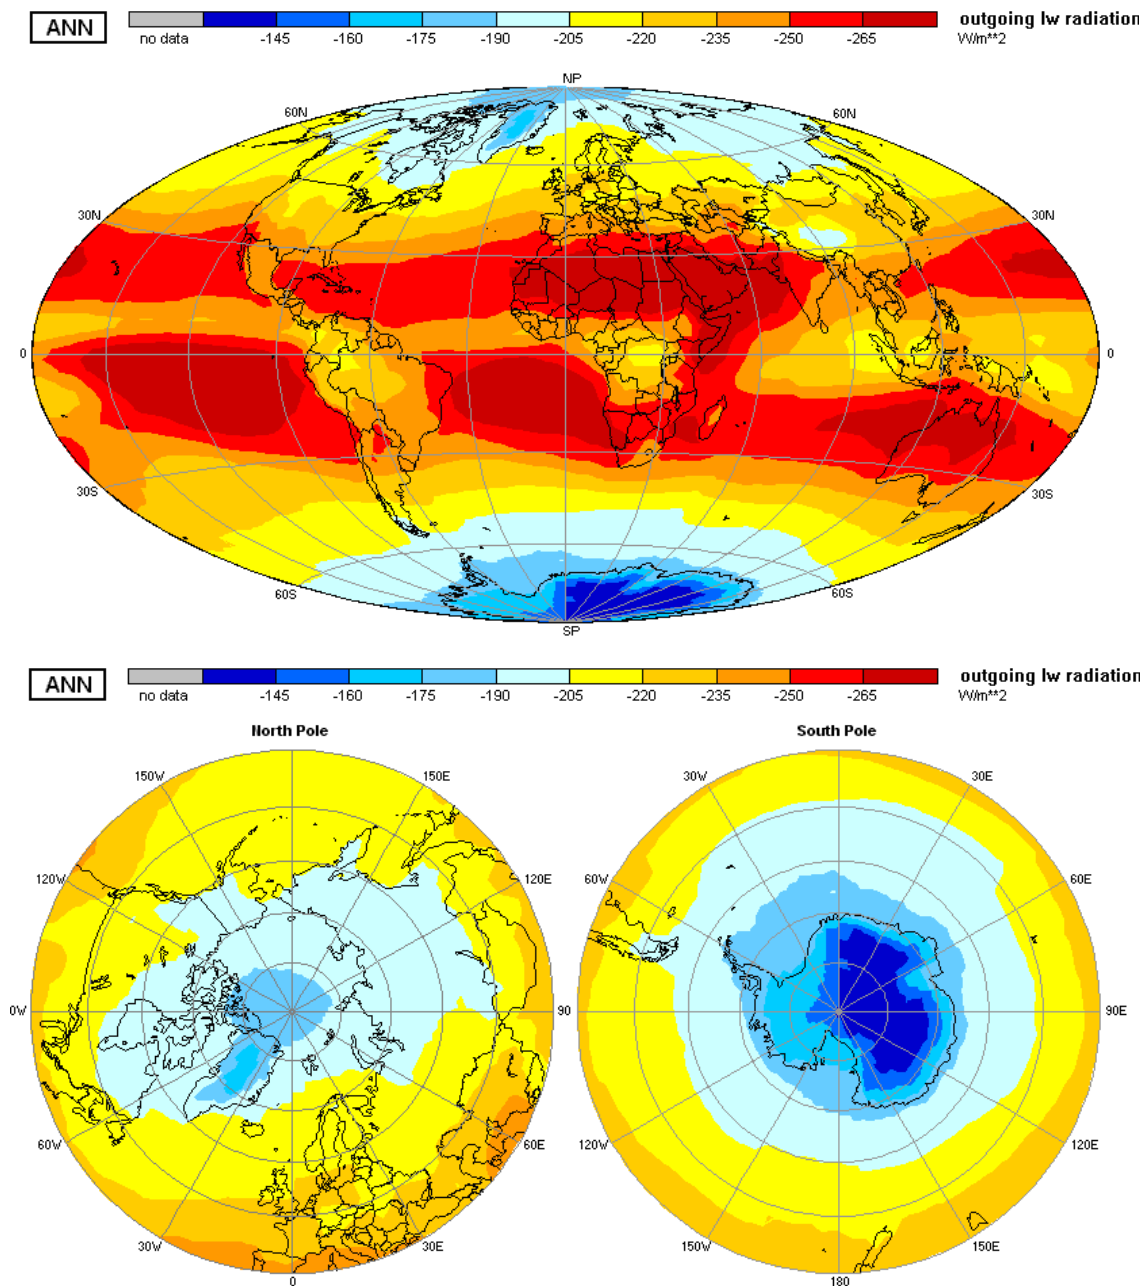 ANN
no data -145 -160 -175 -190 -205 -220 -235 -250 -265
outgoing lw radiation
W/m**2
NP
60N 60N
30N 30N
0 0
30S 30S
60S 60S
SP
ANN
no data -145 -160 -175 -190 -205 -220 -235 -250 -265
outgoing lw radiation
W/m**2
North Pole South Pole
150W 150E 30W 30E
120W 120E 60W 60E
0W 90 90E
60W 60E 120W 120E
30W 30E 150W 150E
0 180